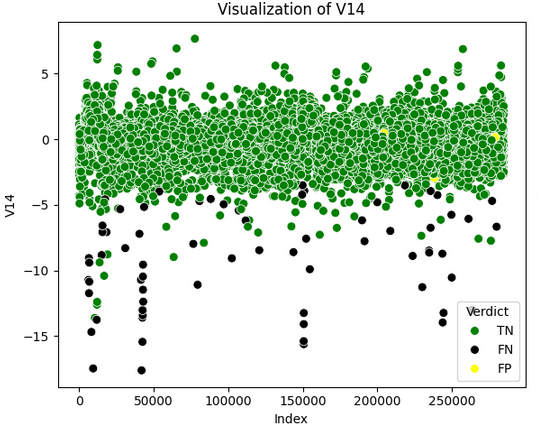 Visualization of V14
5
0
−5
−10
−15
V14
0
50000
100000
150000
200000
250000
Index
Verdict
TN
FN
FP